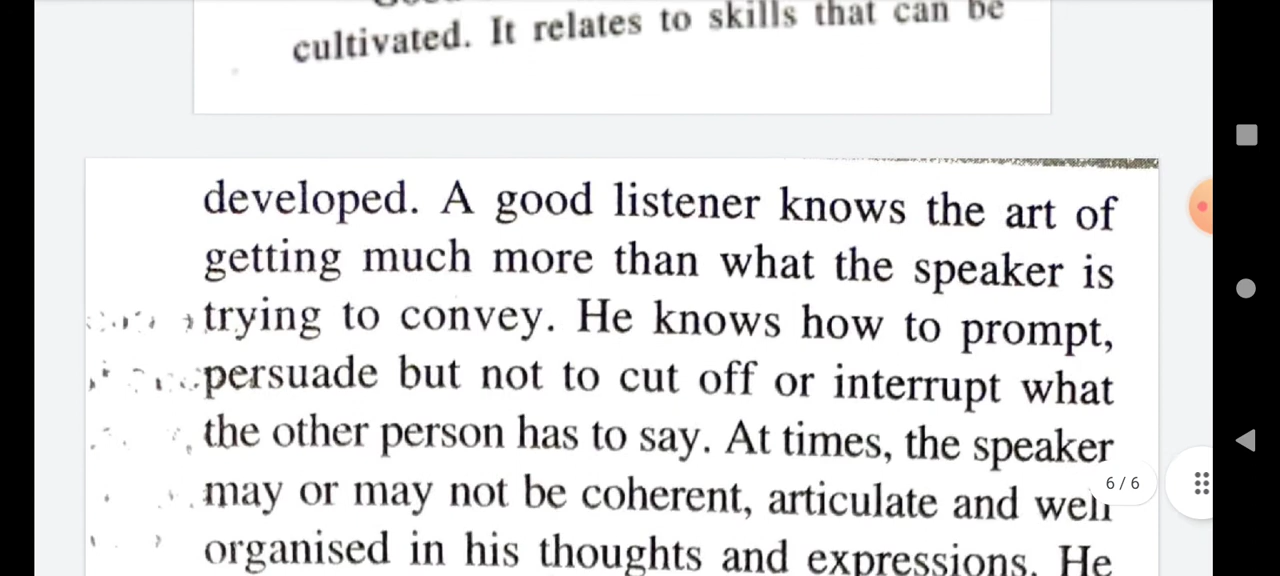 cultivated. It relates to skills that can be
developed. A good listener knows the art of
getting much more than what the speaker is
trying to convey. He knows how to prompt,
persuade but not to cut off or interrupt what
the other person has to say. At times, the speaker
may or may not be coherent, articulate and well
6 / 6
organised in his thoughts and expressions. He